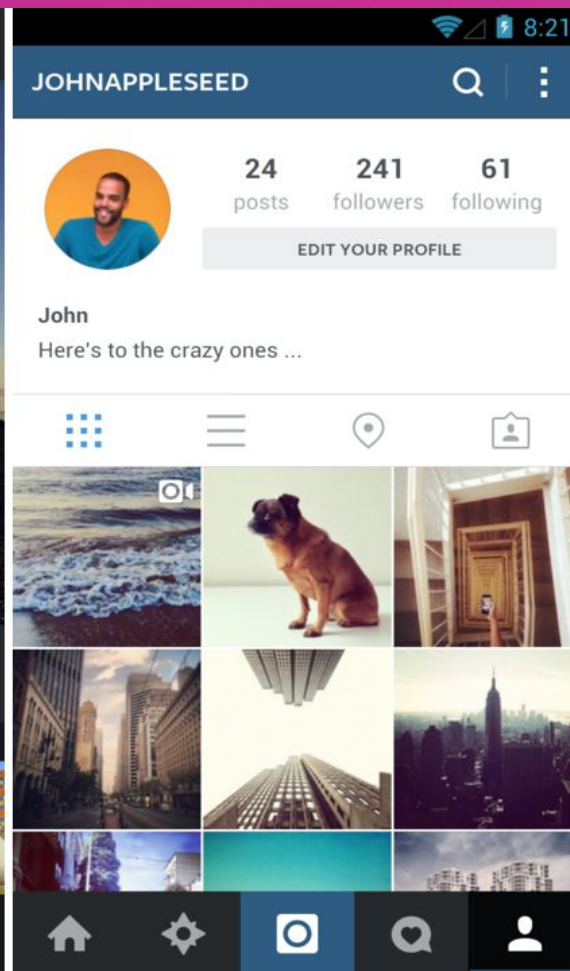 8:21
JOHNAPPLESEED
24 241 61
posts followers following
EDIT YOUR PROFILE
John
Here's to the crazy ones ...